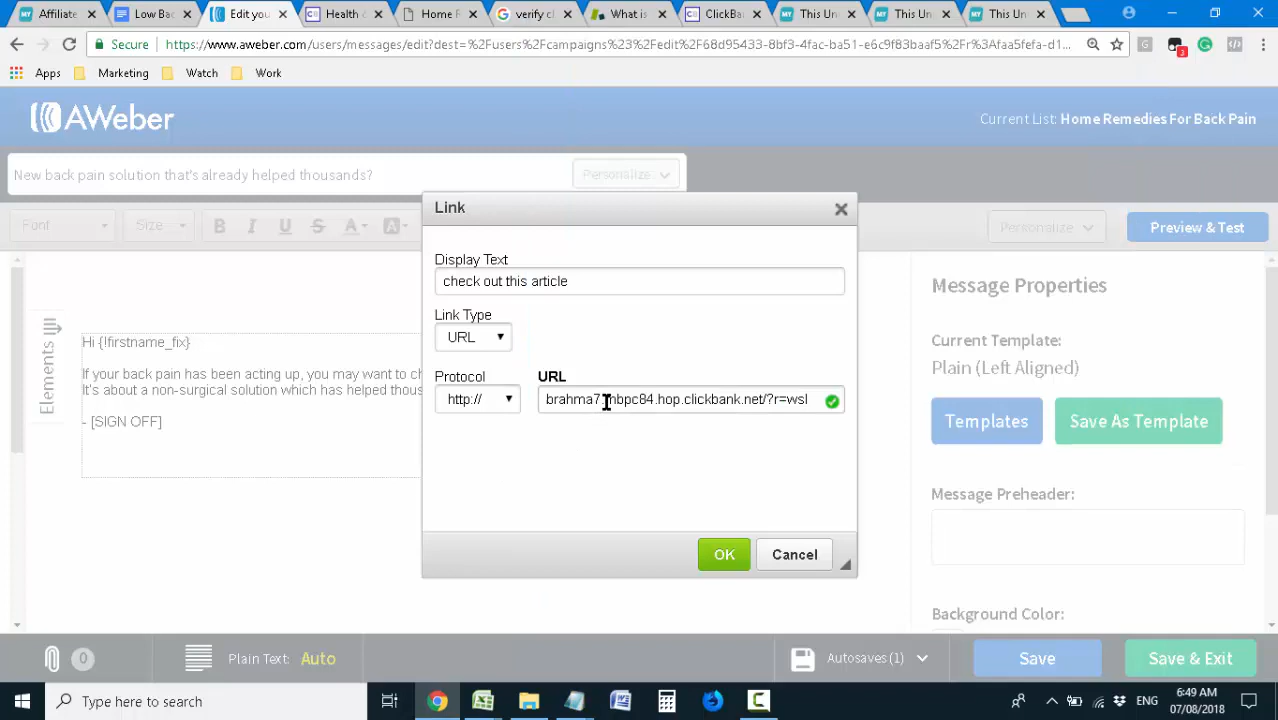 Affiliate
Low Ba
Edit you
Health &
Home R
verify cl
What is
ClickBan
This Un
This Un
This Un
Secure
https://www.aweber.com/users/messages/edit?dest=%2Fusers%2Fcampaigns%23%2Fedit%2F68d95433-8bf3-4fac-ba51-e6c9f83baaf5%2Fr%3Afaa5fefa-d1...
3
Apps
Marketing
Watch
Work
AWeber
Current List: Home Remedies For Back Pain
New back pain solution that's already helped thousands?
Personalize
Link
Font
Size
B I U S A A
Personalize
Preview & Test
Display Text
check out this article
Message Properties
Link Type
URL
Elements
Hi {!firstname_fix}
Current Template:
Plain (Left Aligned)
If your back pain has been acting up, you may want to ch
It's about a non-surgical solution which has helped thous
Protocol
URL
http://
brahma7.mbpc84.hop.clickbank.net/?r=wsl
- [SIGN OFF]
Templates
Save As Template
Message Preheader:
OK
Cancel
Background Color:
0
Plain Text: Auto
Autosaves (1)
Save
Save & Exit
Type here to search
ENG
6:49 AM
07/08/2018